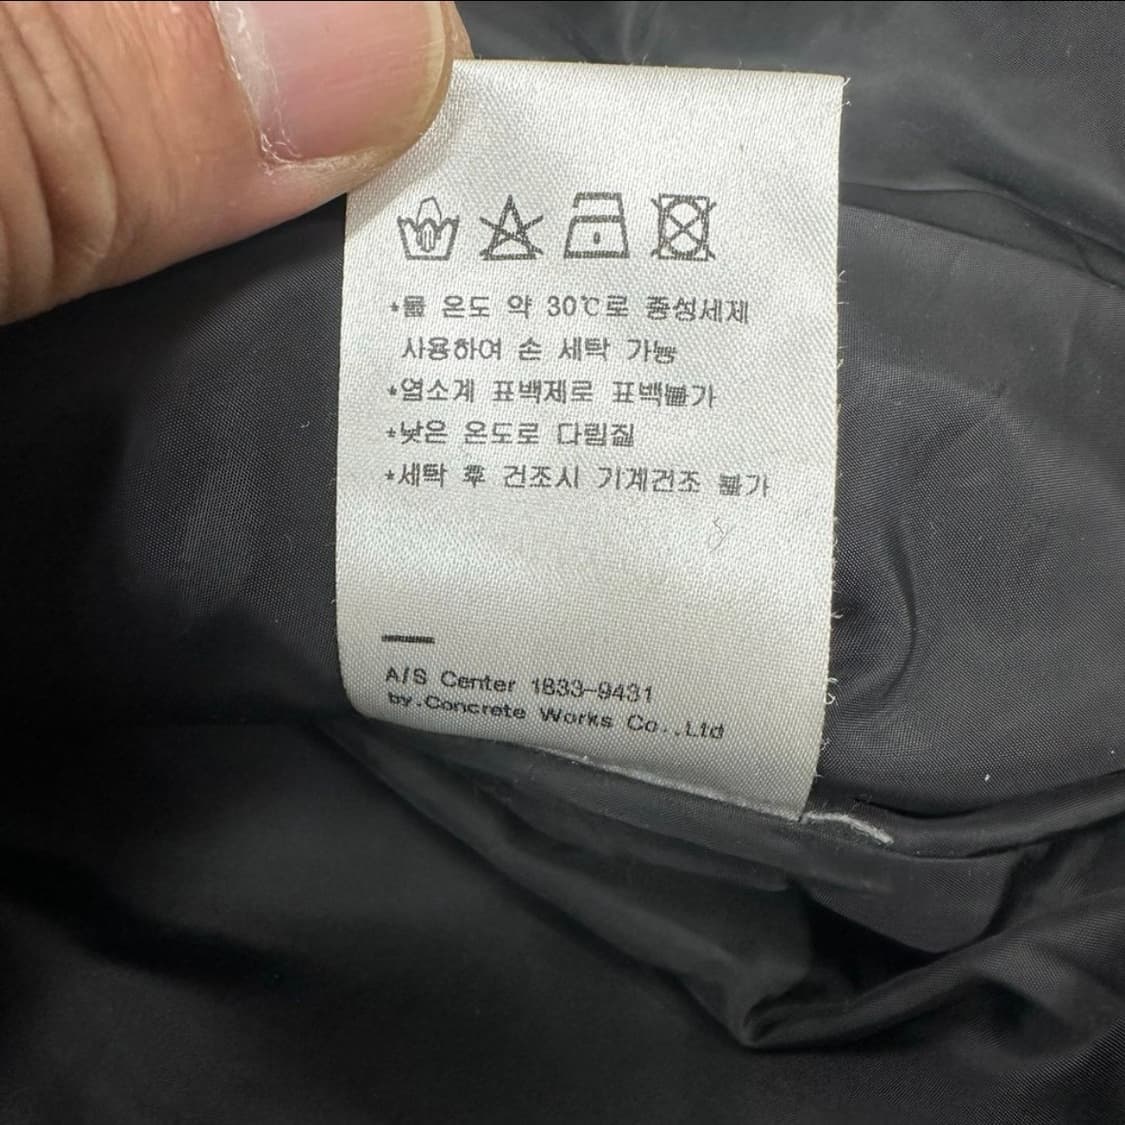 *물 온도 약 30℃로 중성세제
사용하여 손 세탁 가능
*염소계 표백제로 표백불가
*낮은 온도로 다림질
*세탁 후 건조시 기계건조 불가
A/S Center 1833-9431
by.Concrete Works Co.,Ltd